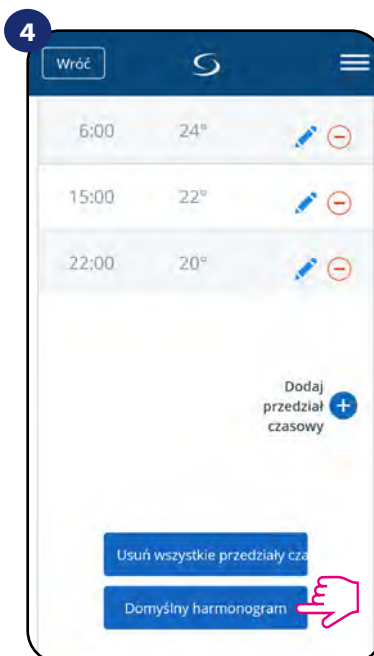 4
Wróć
6:00 24°
15:00 22°
22:00 20°
Dodaj
przedział
czasowy
Usuń wszystkie przedziały cza
Domyślny harmonogram